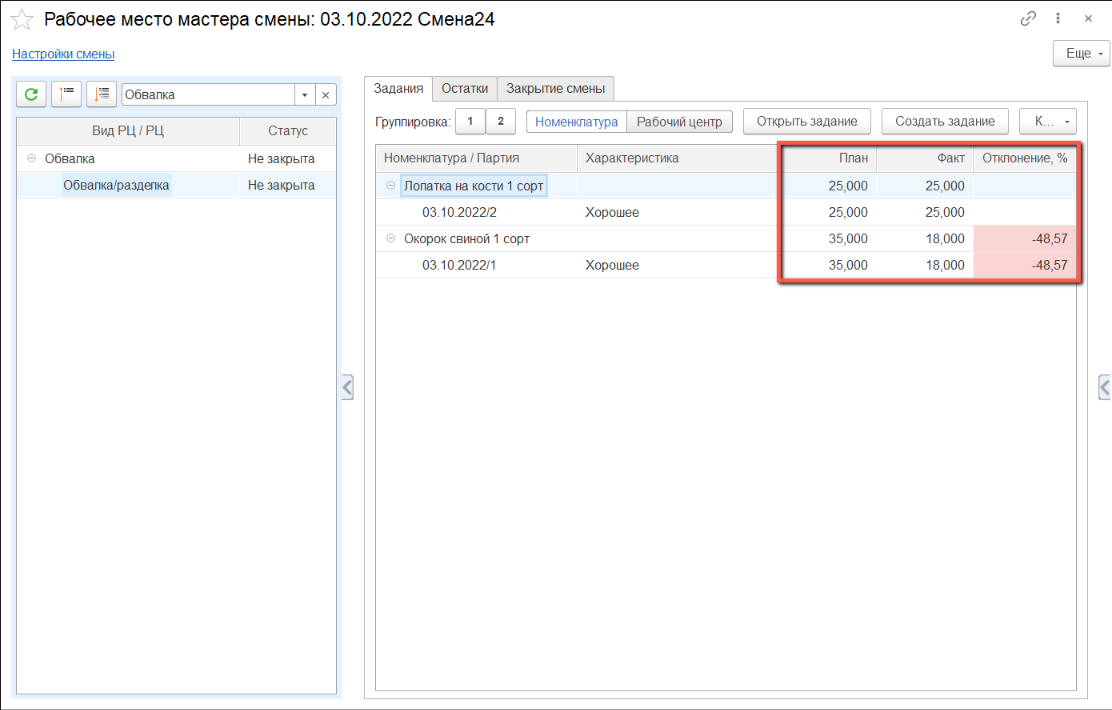 Рабочее место мастера смены: 03.10.2022 Смена24
Настройки смены
Еще
Обвалка
Вид РЦ / РЦ Статус
Обвалка Не закрыта
Обвалка/разделка Не закрыта
Задания Остатки Закрытие смены
Группировка: 1 2 Номенклатура Рабочий центр Открыть задание Создать задание К...
Номенклатура / Партия Характеристика План Факт Отклонение, %
Лопатка на кости 1 сорт 25,000 25,000
03.10.2022/2 Хорошее 25,000 25,000
Окорок свиной 1 сорт 35,000 18,000 -48,57
03.10.2022/1 Хорошее 35,000 18,000 -48,57